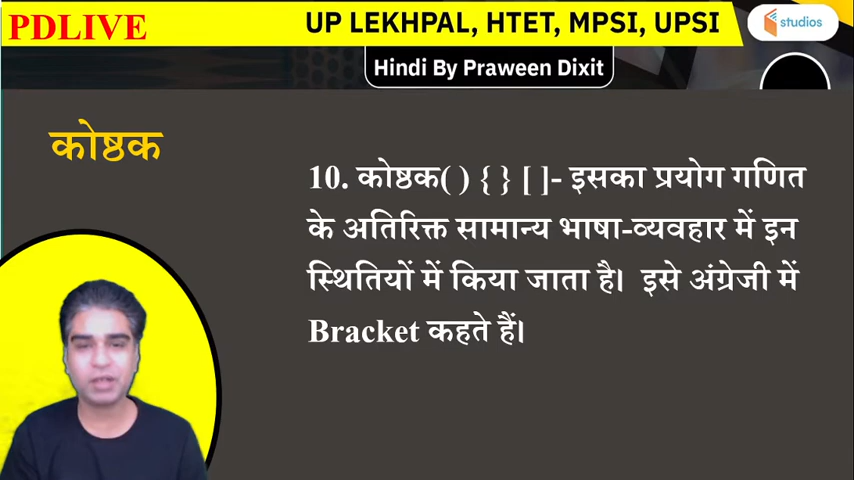 PDLIVE
UP LEKHPAL, HTET, MPSI, UPSI
studios
Hindi By Praween Dixit
कोष्ठक
10. कोष्ठक( ) { } [ ]- इसका प्रयोग गणित
के अतिरिक्त सामान्य भाषा-व्यवहार में इन
स्थितियों में किया जाता है। इसे अंग्रेजी में
Bracket कहते हैं।